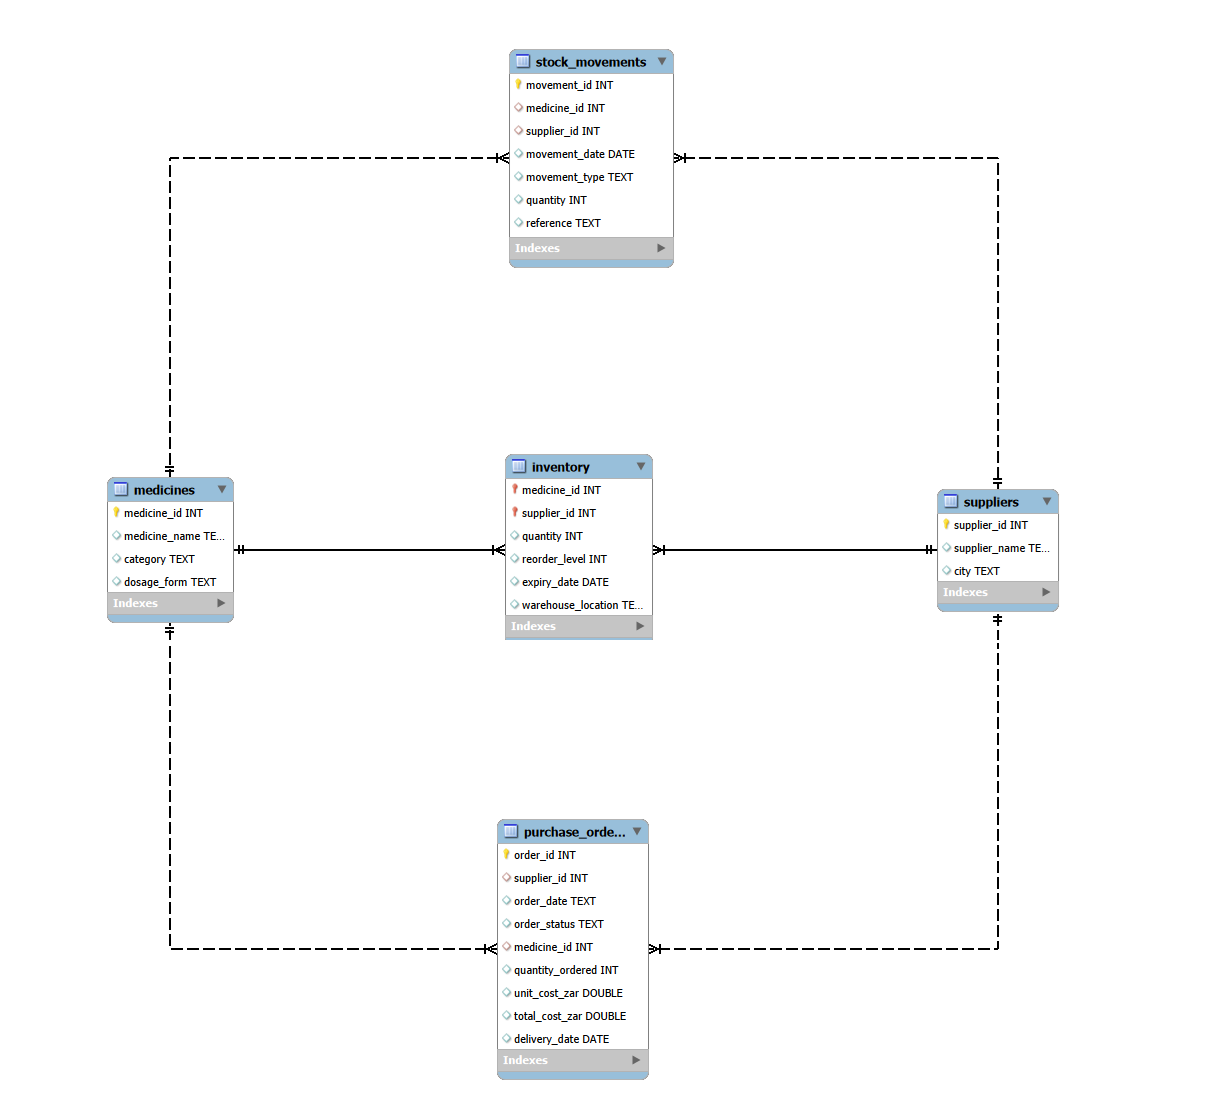 stock_movements
movement_id INT
medicine_id INT
supplier_id INT
movement_date DATE
movement_type TEXT
quantity INT
reference TEXT
Indexes
medicines
medicine_id INT
medicine_name TE...
category TEXT
dosage_form TEXT
Indexes
inventory
medicine_id INT
supplier_id INT
quantity INT
reorder_level INT
expiry_date DATE
warehouse_location TE...
Indexes
suppliers
supplier_id INT
supplier_name TE...
city TEXT
Indexes
purchase_orde...
order_id INT
supplier_id INT
order_date TEXT
order_status TEXT
medicine_id INT
quantity_ordered INT
unit_cost_zar DOUBLE
total_cost_zar DOUBLE
delivery_date DATE
Indexes